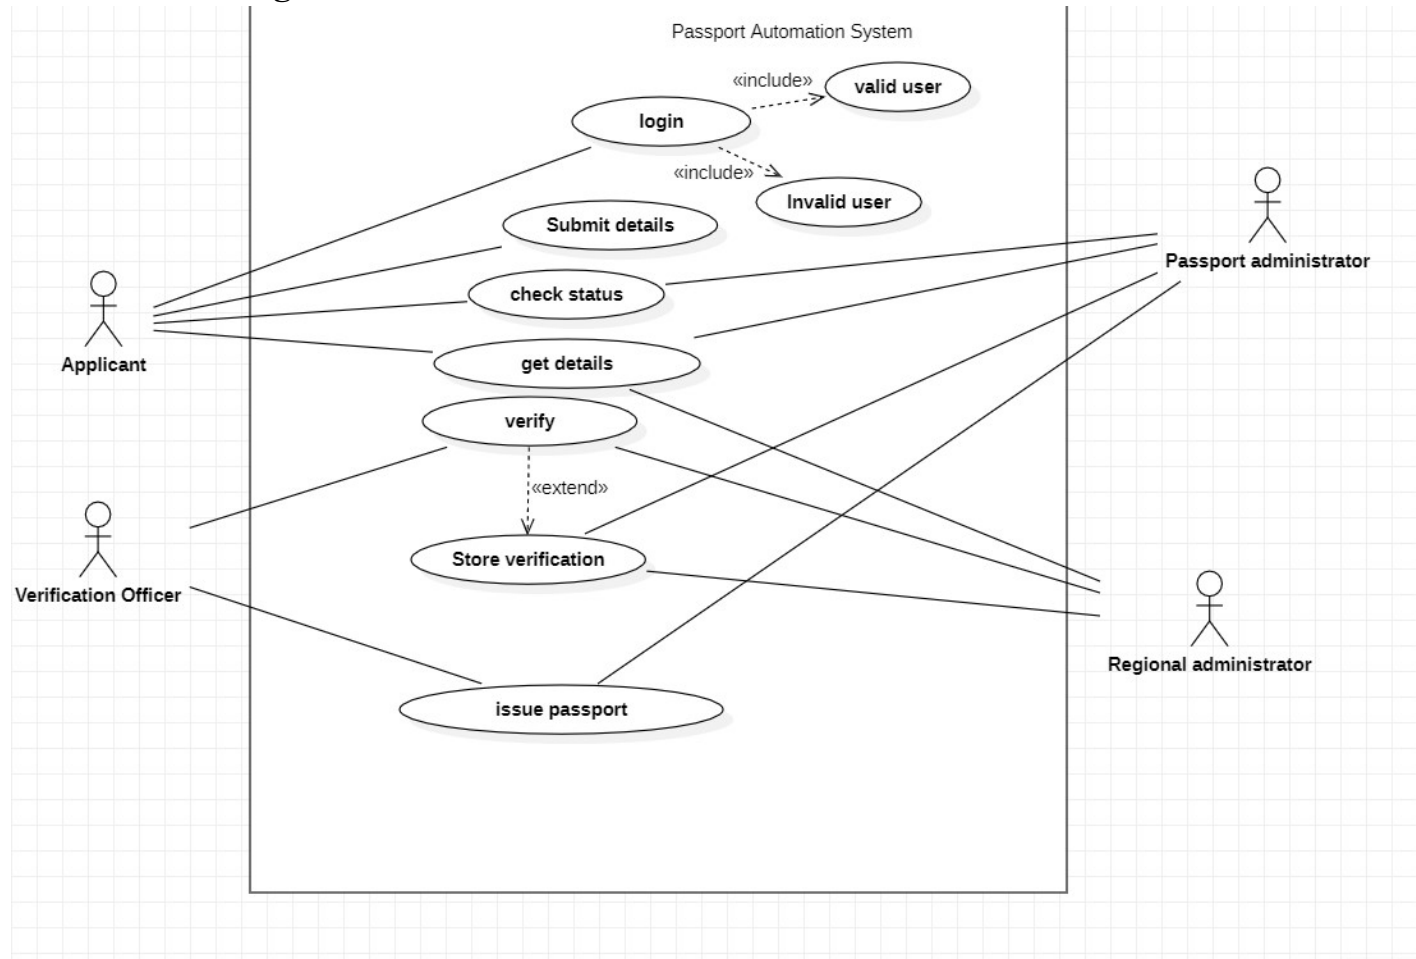 Passport Automation System
«include»
valid user
login
«include»
Invalid user
Submit details
Passport administrator
check status
Applicant
get details
verify
«extend»
Store verification
Verification Officer
Regional administrator
issue passport